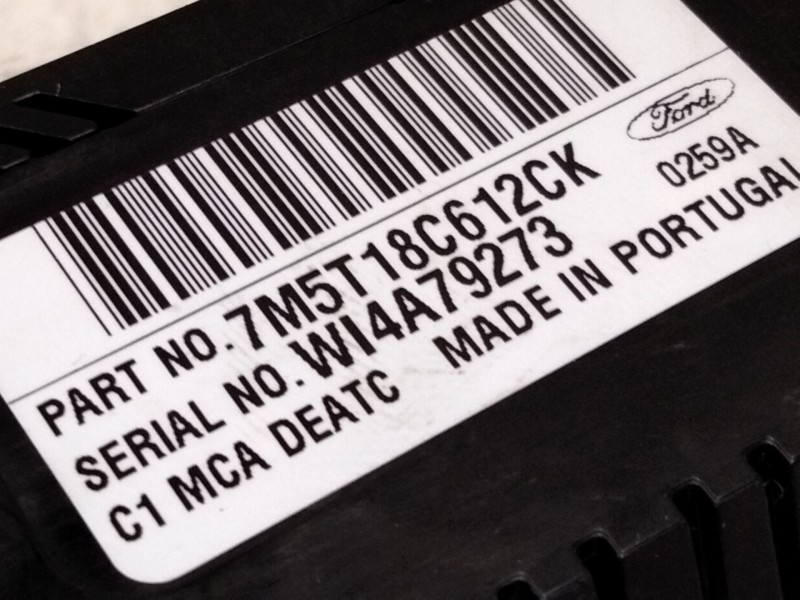 Ford
0259A
PART NO.7M5T18C612CK
SERIAL NO.WI4A79273
C1 MCA DEATC MADE IN PORTUGAL